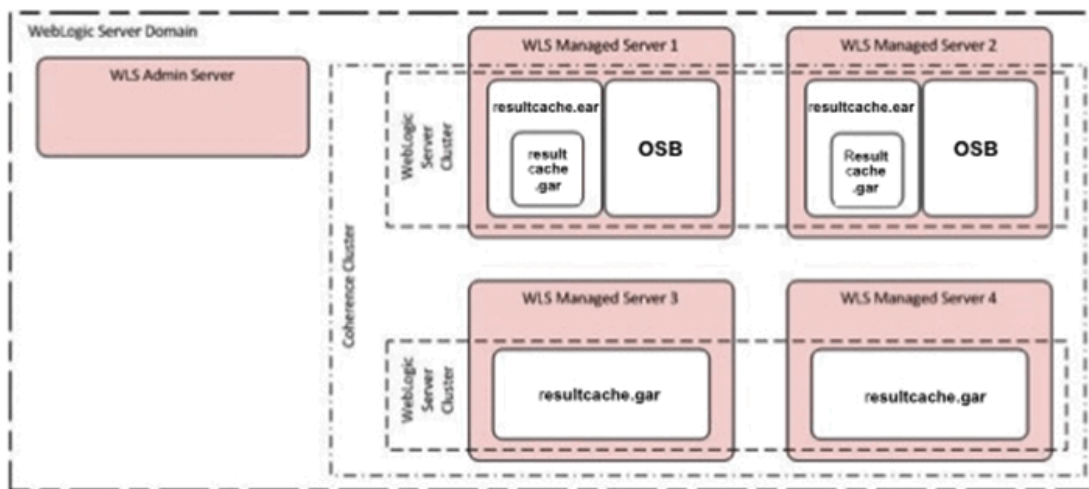 WebLogic Server Domain
WLS Admin Server
WLS Managed Server 1
WLS Managed Server 2
Coherence Cluster
WebLogic
Server
Cluster
resultcache.ear
result
cache
.gar
OSB
resultcache.ear
Result
cache
.gar
OSB
WLS Managed Server 3
WLS Managed Server 4
WebLogic
Server
Cluster
resultcache.gar
resultcache.gar